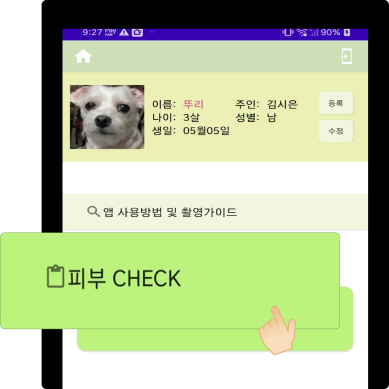 9:27
90%
이름: 뚜리 주인: 김시은 등록
나이: 3살 성별: 남
생일: 05월05일 수정
앱 사용방법 및 촬영가이드
피부 CHECK